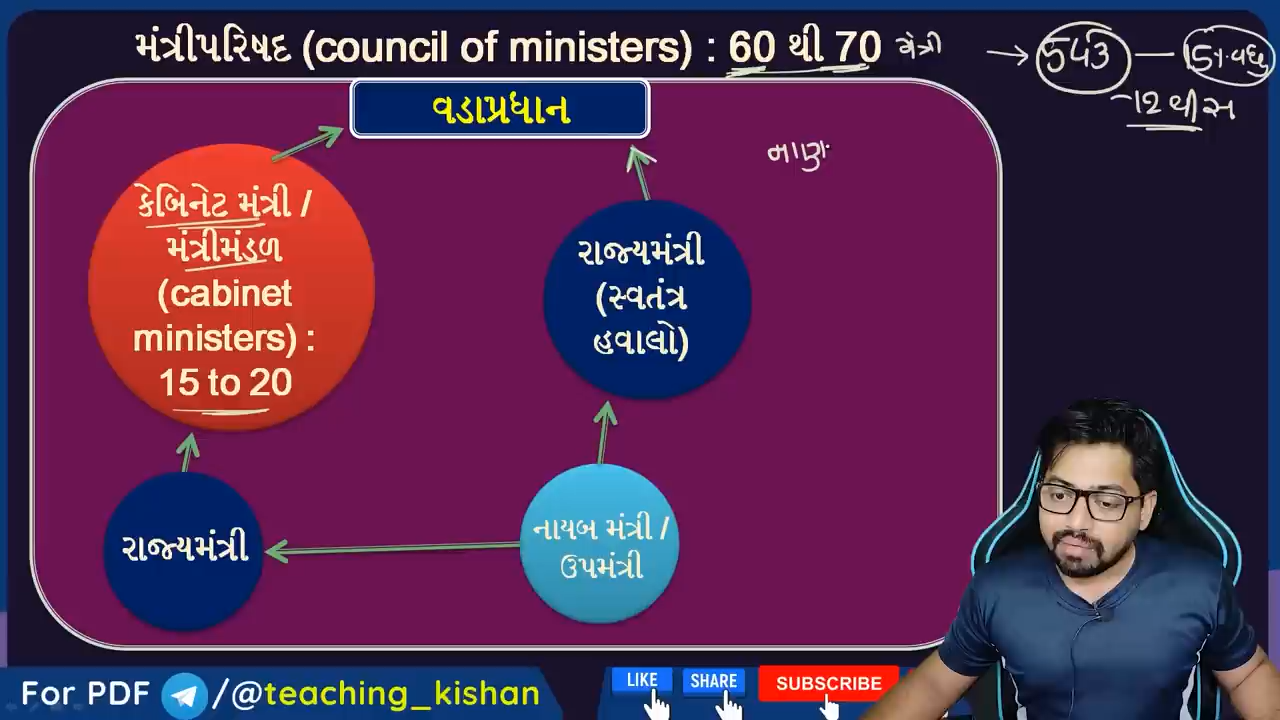 મંત્રીપરિષદ (council of ministers) : 60 થી 70 મંત્રી → 543 — 15% વધુ
12 થી સ
વડાપ્રધાન
નાણ
કેબિનેટ મંત્રી /
મંત્રીમંડળ
(cabinet
ministers) :
15 to 20
રાજ્યમંત્રી
(સ્વતંત્ર
હવાલો)
રાજ્યમંત્રી
નાયબ મંત્રી /
ઉપમંત્રી
For PDF /@teaching_kishan
LIKE SHARE SUBSCRIBE